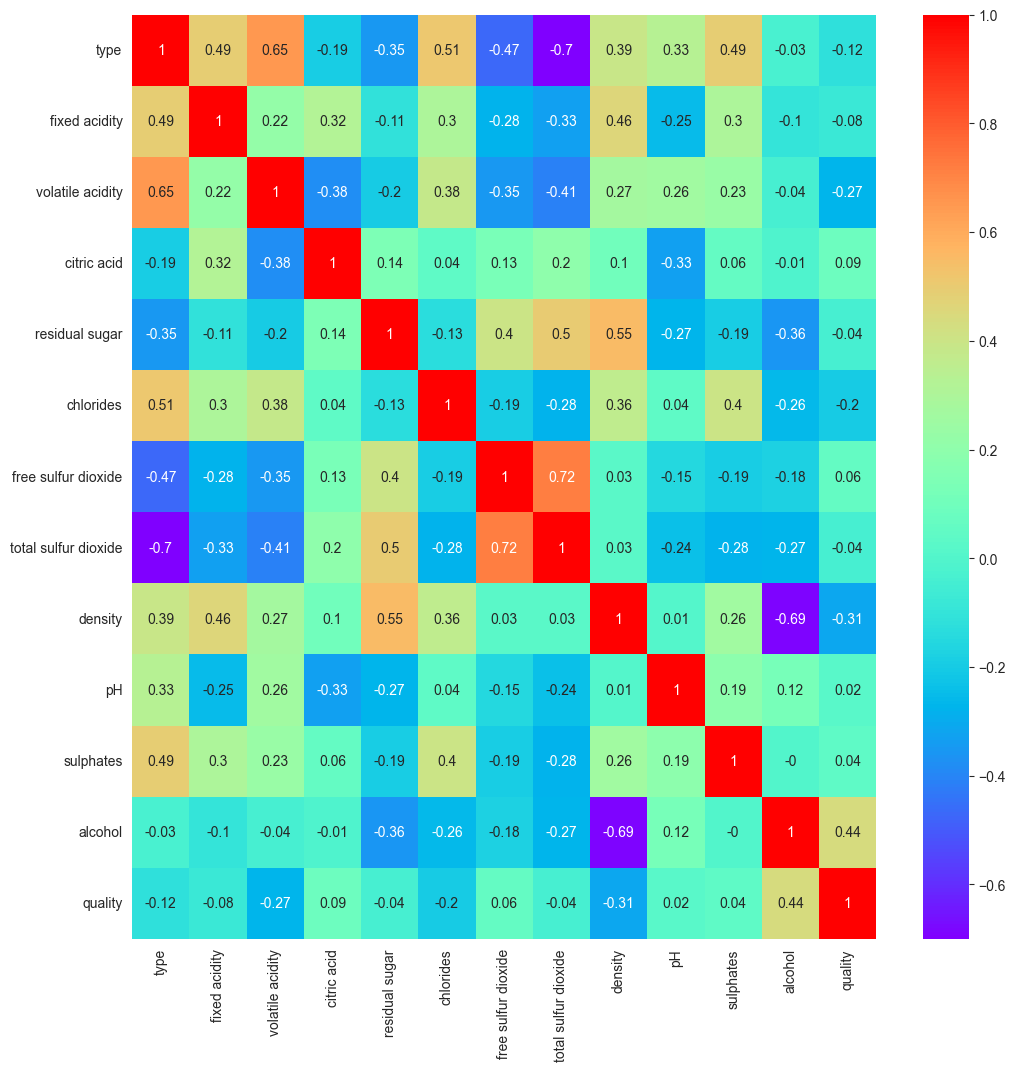 type 1 0.49 0.65 -0.19 -0.35 0.51 -0.47 -0.7 0.39 0.33 0.49 -0.03 -0.12
fixed acidity 0.49 1 0.22 0.32 -0.11 0.3 -0.28 -0.33 0.46 -0.25 0.3 -0.1 -0.08
volatile acidity 0.65 0.22 1 -0.38 -0.2 0.38 -0.35 -0.41 0.27 0.26 0.23 -0.04 -0.27
citric acid -0.19 0.32 -0.38 1 0.14 0.04 0.13 0.2 0.1 -0.33 0.06 -0.01 0.09
residual sugar -0.35 -0.11 -0.2 0.14 1 -0.13 0.4 0.5 0.55 -0.27 -0.19 -0.36 -0.04
chlorides 0.51 0.3 0.38 0.04 -0.13 1 -0.19 -0.28 0.36 0.04 0.4 -0.26 -0.2
free sulfur dioxide -0.47 -0.28 -0.35 0.13 0.4 -0.19 1 0.72 0.03 -0.15 -0.19 -0.18 0.06
total sulfur dioxide -0.7 -0.33 -0.41 0.2 0.5 -0.28 0.72 1 0.03 -0.24 -0.28 -0.27 -0.04
density 0.39 0.46 0.27 0.1 0.55 0.36 0.03 0.03 1 0.01 0.26 -0.69 -0.31
pH 0.33 -0.25 0.26 -0.33 -0.27 0.04 -0.15 -0.24 0.01 1 0.19 0.12 0.02
sulphates 0.49 0.3 0.23 0.06 -0.19 0.4 -0.19 -0.28 0.26 0.19 1 -0 0.04
alcohol -0.03 -0.1 -0.04 -0.01 -0.36 -0.26 -0.18 -0.27 -0.69 0.12 -0 1 0.44
quality -0.12 -0.08 -0.27 0.09 -0.04 -0.2 0.06 -0.04 -0.31 0.02 0.04 0.44 1
type
fixed acidity
volatile acidity
citric acid
residual sugar
chlorides
free sulfur dioxide
total sulfur dioxide
density
pH
sulphates
alcohol
quality
1.0
0.8
0.6
0.4
0.2
0.0
−0.2
−0.4
−0.6